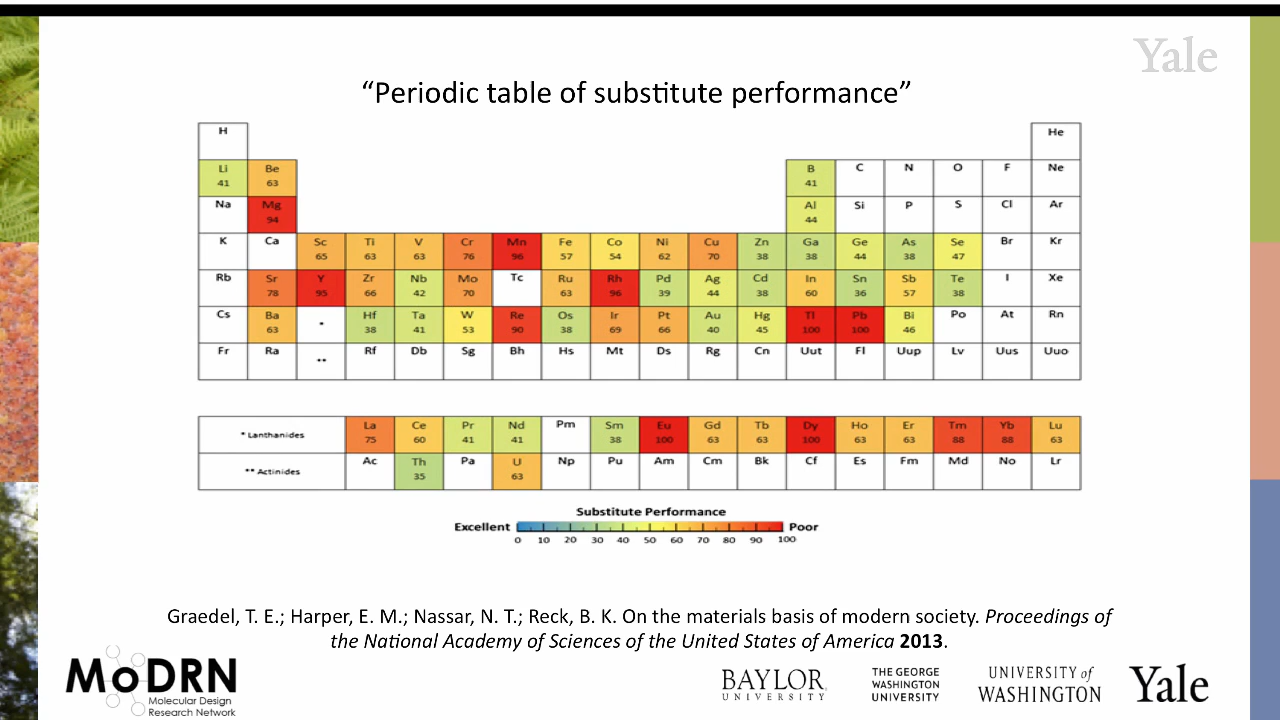 Yale
“Periodic table of substitute performance”
H He
Li Be B C N O F Ne
41 63 41
Na Mg Al Si P S Cl Ar
94 44
K Ca Sc Ti V Cr Mn Fe Co Ni Cu Zn Ga Ge As Se Br Kr
65 63 63 76 96 57 54 62 70 38 38 44 38 47
Rb Sr Y Zr Nb Mo Tc Ru Rh Pd Ag Cd In Sn Sb Te I Xe
78 95 66 42 70 63 96 39 44 38 60 36 57 38
Cs Ba * Hf Ta W Re Os Ir Pt Au Hg Tl Pb Bi Po At Rn
63 38 41 53 90 38 69 66 40 45 100 100 46
Fr Ra ** Rf Db Sg Bh Hs Mt Ds Rg Cn Uut Fl Uup Lv Uus Uuo
* Lanthanides La Ce Pr Nd Pm Sm Eu Gd Tb Dy Ho Er Tm Yb Lu
75 60 41 41 38 100 63 63 100 63 63 88 88 63
** Actinides Ac Th Pa U Np Pu Am Cm Bk Cf Es Fm Md No Lr
35 63
Substitute Performance
Excellent Poor
0 10 20 30 40 50 60 70 80 90 100
Graedel, T. E.; Harper, E. M.; Nassar, N. T.; Reck, B. K. On the materials basis of modern society. Proceedings of
the National Academy of Sciences of the United States of America 2013.
MoDRN
Molecular Design
Research Network
BAYLOR
UNIVERSITY
THE GEORGE
WASHINGTON
UNIVERSITY
UNIVERSITY of
WASHINGTON
Yale